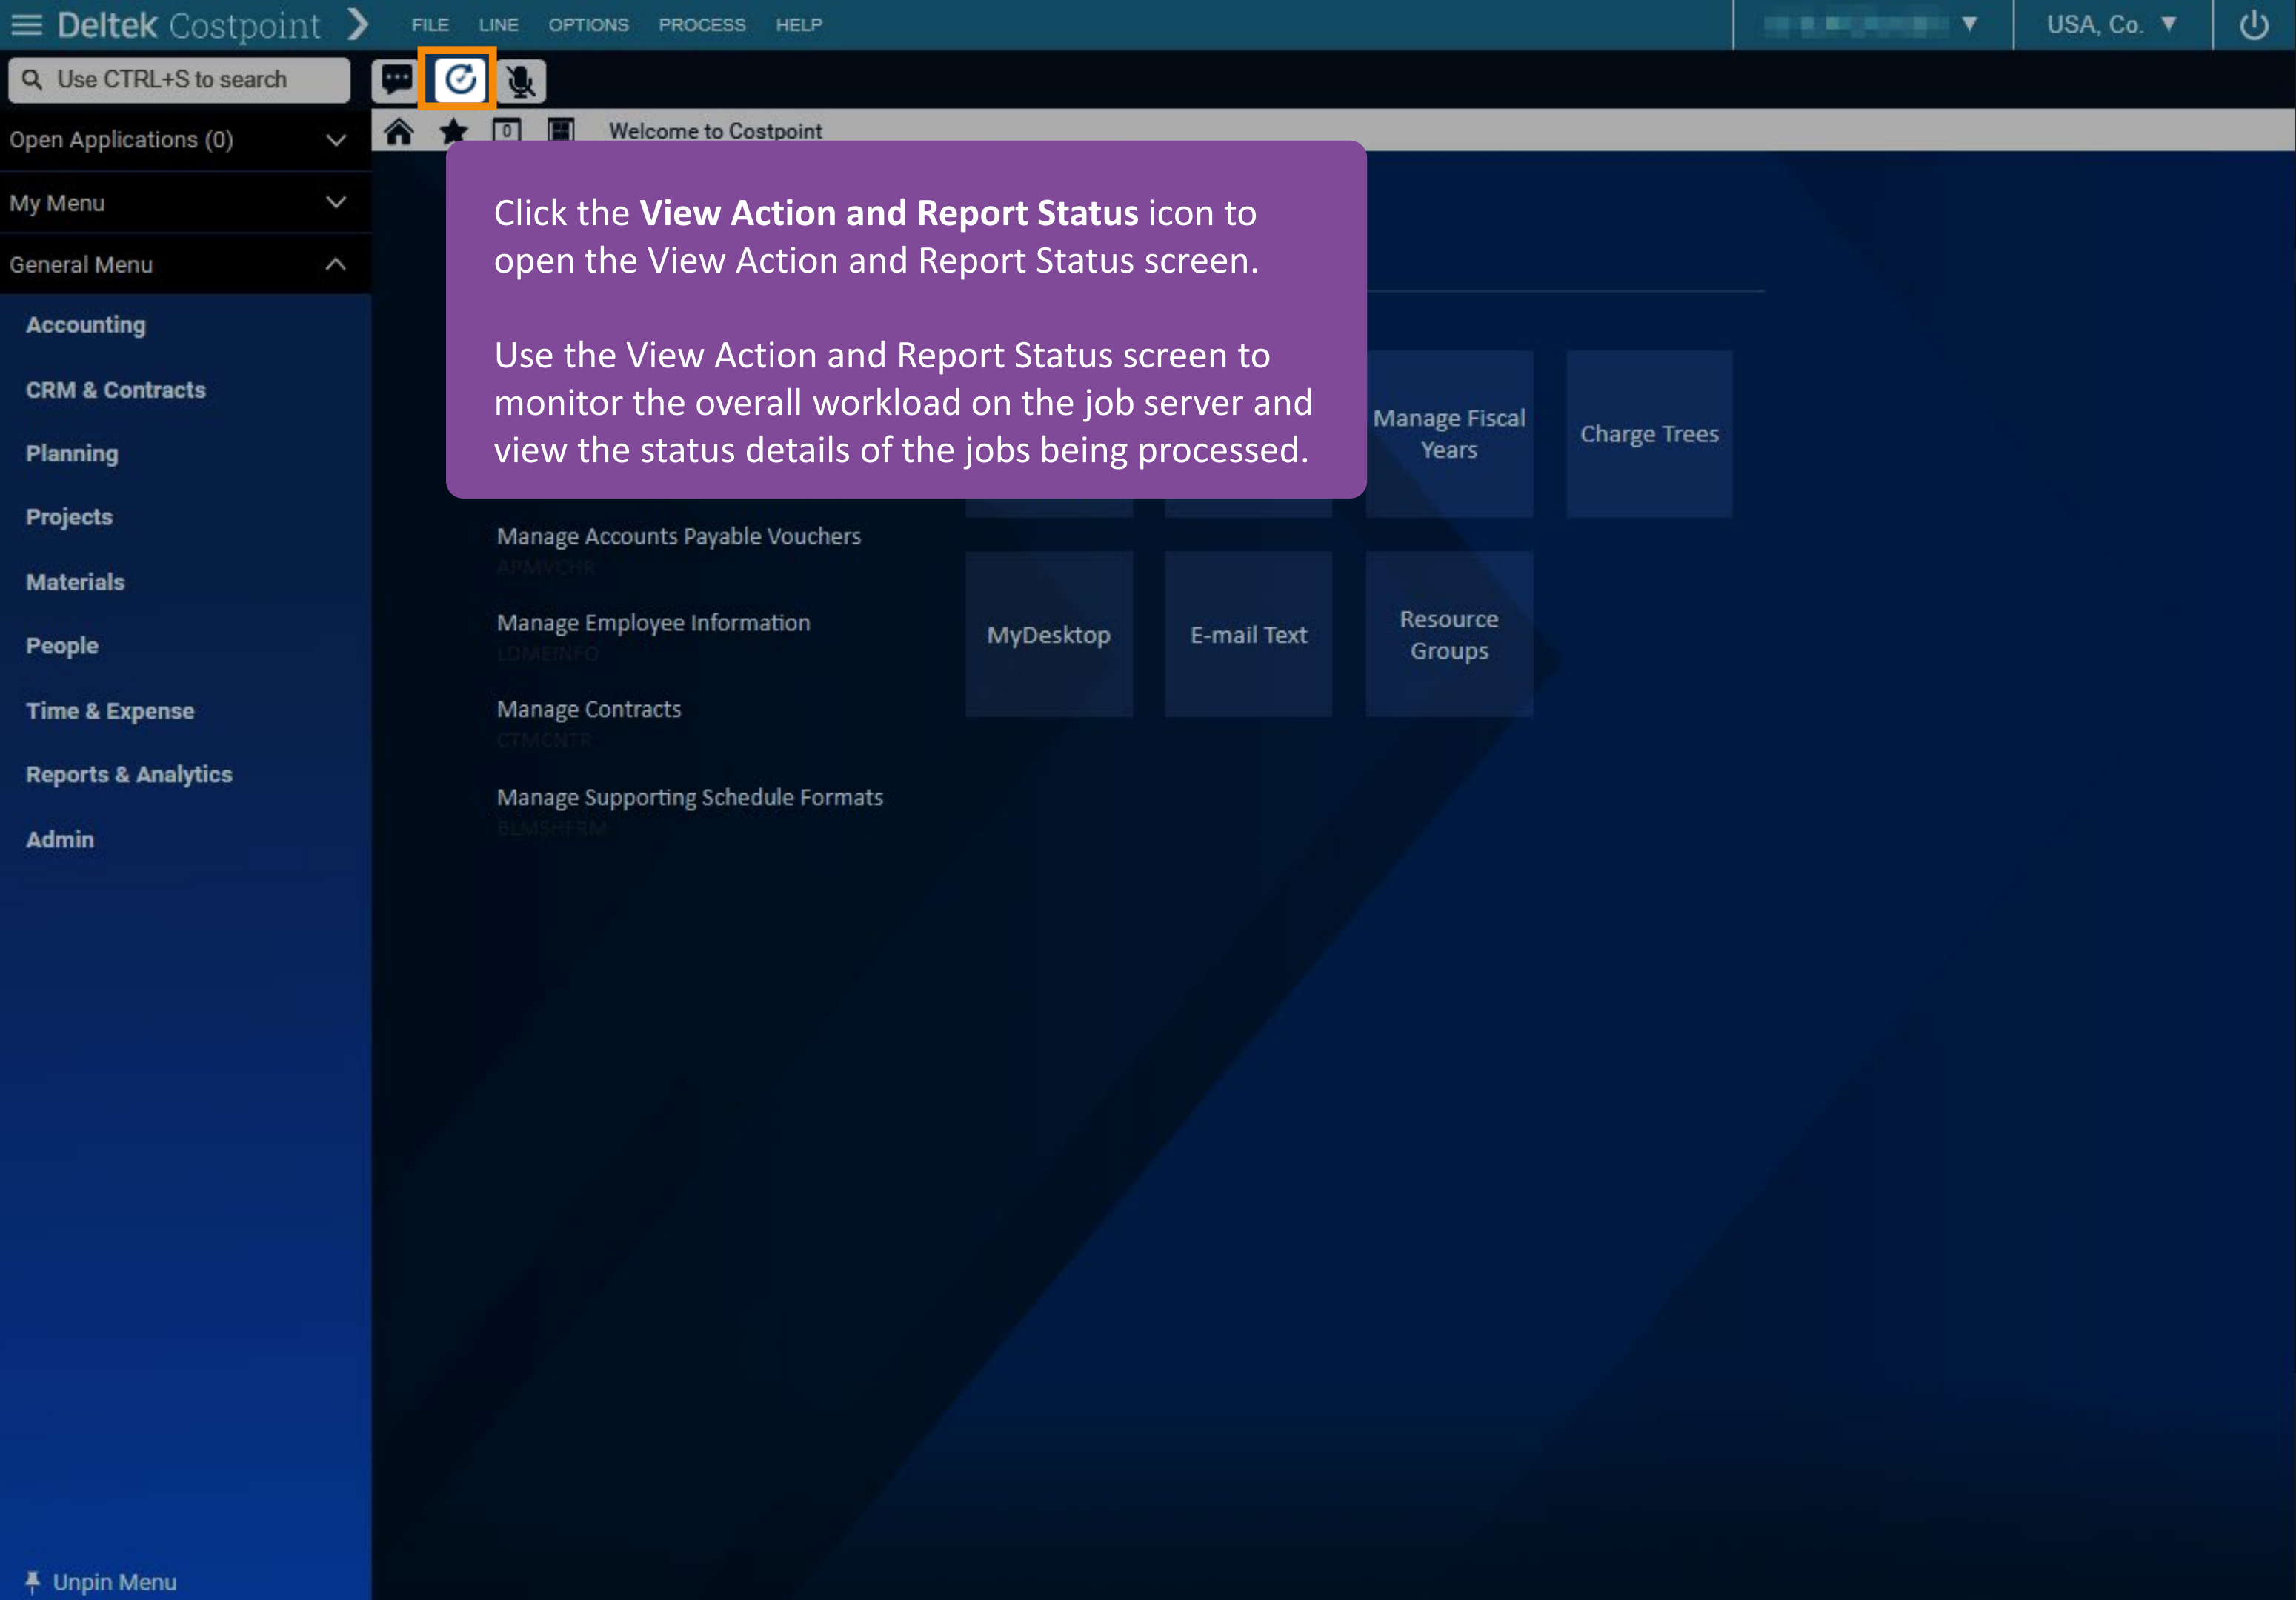 Deltek Costpoint
FILE LINE OPTIONS PROCESS HELP
USA, Co.
Use CTRL+S to search
Open Applications (0)
0
Welcome to Costpoint
My Menu
General Menu
Accounting
CRM & Contracts
Planning
Projects
Materials
People
Time & Expense
Reports & Analytics
Admin
Unpin Menu
Click the View Action and Report Status icon to
open the View Action and Report Status screen.
Use the View Action and Report Status screen to
monitor the overall workload on the job server and
view the status details of the jobs being processed.
Manage Accounts Payable Vouchers
APMVCHR
Manage Employee Information
LDMEINFO
Manage Contracts
CTMCNTR
Manage Supporting Schedule Formats
Manage Fiscal
Years
Charge Trees
MyDesktop
E-mail Text
Resource
Groups